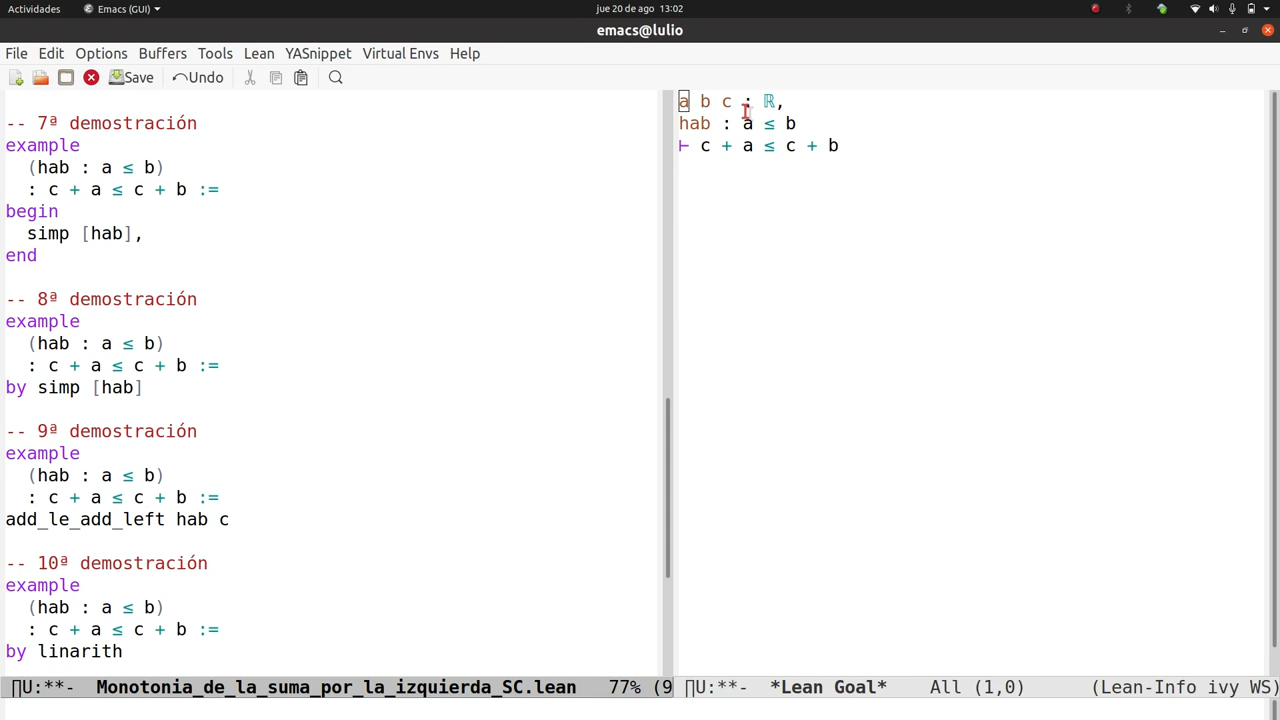 Actividades Emacs (GUI) jue 20 de ago 13:02
emacs@lulio
File Edit Options Buffers Tools Lean YASnippet Virtual Envs Help
Save Undo
-- 7ª demostración
example
(hab : a ≤ b)
: c + a ≤ c + b :=
begin
simp [hab],
end
-- 8ª demostración
example
(hab : a ≤ b)
: c + a ≤ c + b :=
by simp [hab]
-- 9ª demostración
example
(hab : a ≤ b)
: c + a ≤ c + b :=
add_le_add_left hab c
-- 10ª demostración
example
(hab : a ≤ b)
: c + a ≤ c + b :=
by linarith
a b c : ℝ,
hab : a ≤ b
⊢ c + a ≤ c + b
∏U:**- Monotonia_de_la_suma_por_la_izquierda_SC.lean 77% (9
∏U:**- *Lean Goal* All (1,0) (Lean-Info ivy WS)